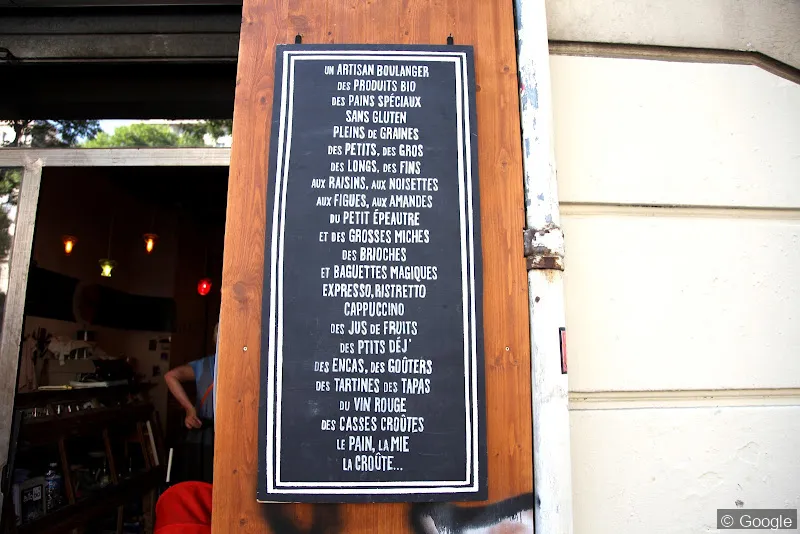 UN ARTISAN BOULANGER
DES PRODUITS BIO
DES PAINS SPÉCIAUX
SANS GLUTEN
PLEINS DE GRAINES
DES PETITS, DES GROS
DES LONGS, DES FINS
AUX RAISINS, AUX NOISETTES
AUX FIGUES, AUX AMANDES
DU PETIT ÉPEAUTRE
ET DES GROSSES MICHES
DES BRIOCHES
ET BAGUETTES MAGIQUES
EXPRESSO, RISTRETTO
CAPPUCCINO
DES JUS DE FRUITS
DES PTITS DÉJ'
DES ENCAS, DES GOÛTERS
DES TARTINES DES TAPAS
DU VIN ROUGE
DES CASSES CROÛTES
LE PAIN, LA MIE
LA CROÛTE...
© Google